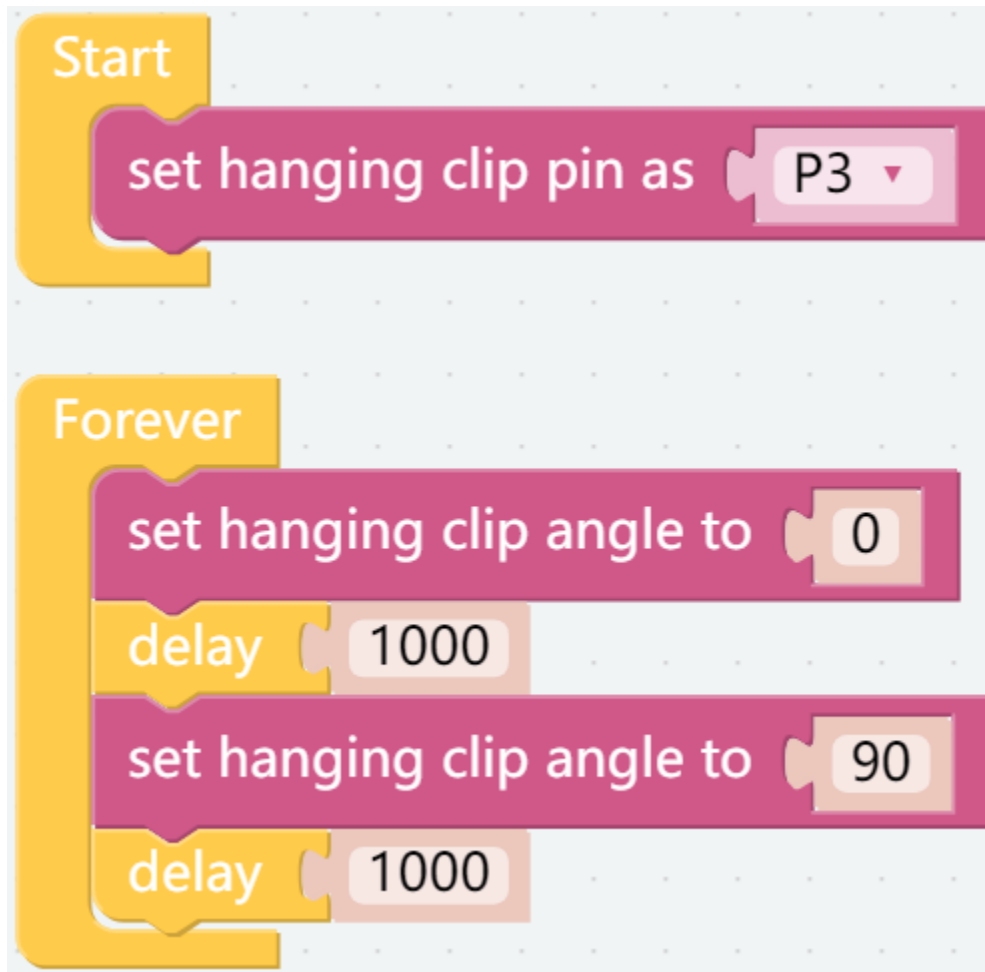 Start
set hanging clip pin as P3
Forever
set hanging clip angle to 0
delay 1000
set hanging clip angle to 90
delay 1000